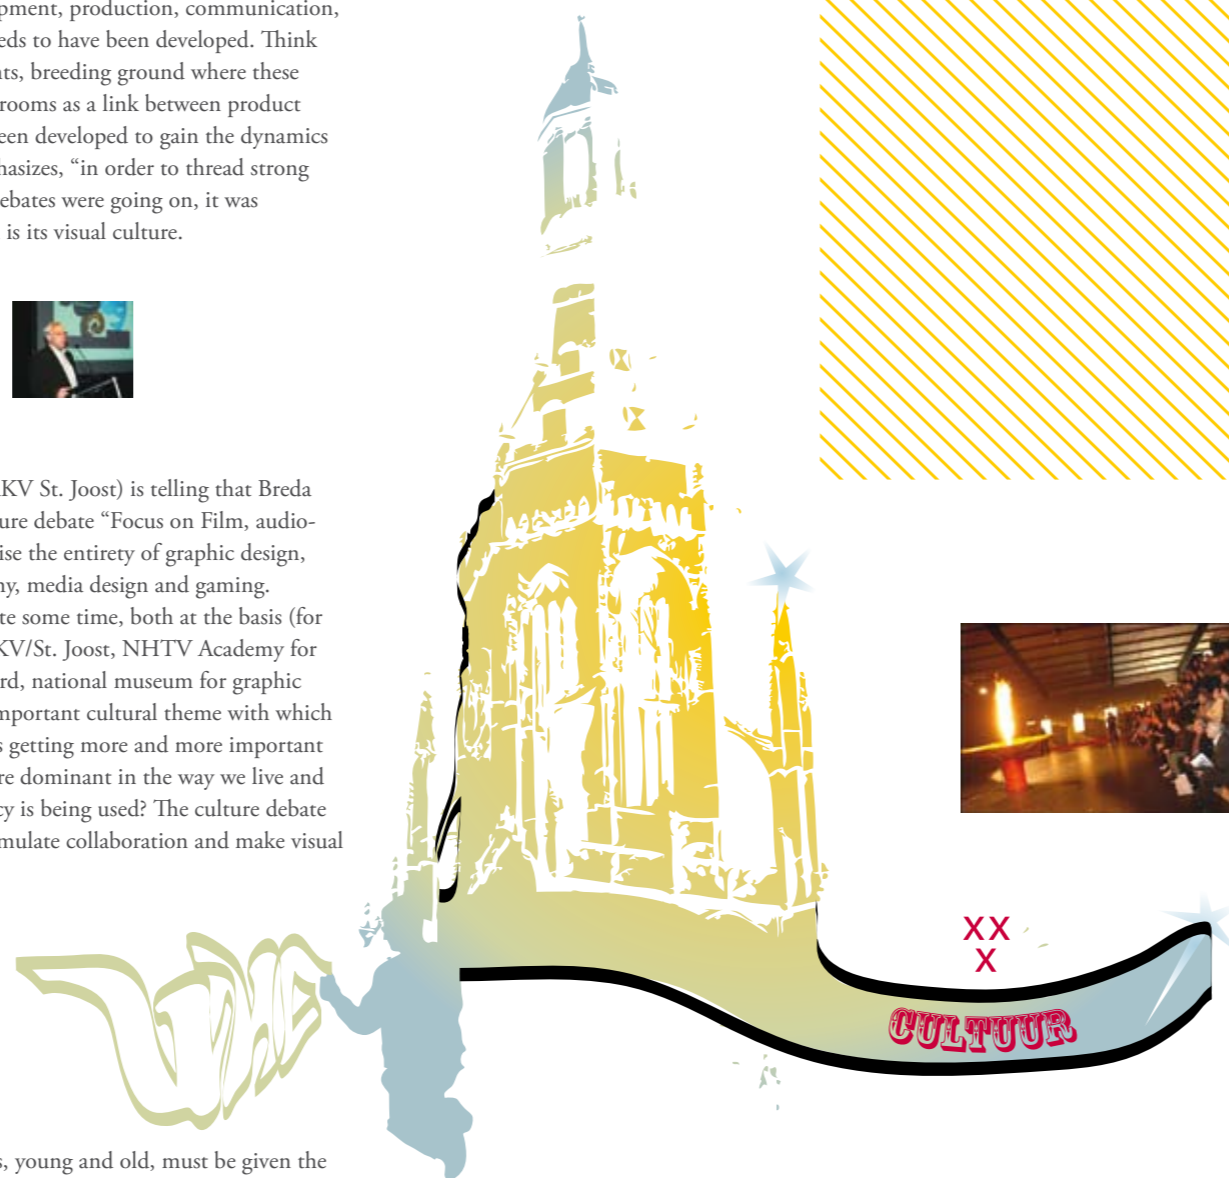 pment, production, communication,
eds to have been developed. Think
nts, breeding ground where these
rooms as a link between product
een developed to gain the dynamics
hasizes, “in order to thread strong
debates were going on, it was
is its visual culture.
KV St. Joost) is telling that Breda
ure debate “Focus on Film, audio-
ise the entirety of graphic design,
ny, media design and gaming.
te some time, both at the basis (for
KV/St. Joost, NHTV Academy for
rd, national museum for graphic
mportant cultural theme with which
s getting more and more important
re dominant in the way we live and
cy is being used? The culture debate
mulate collaboration and make visual
XX
X
CULTUUR
s, young and old, must be given the